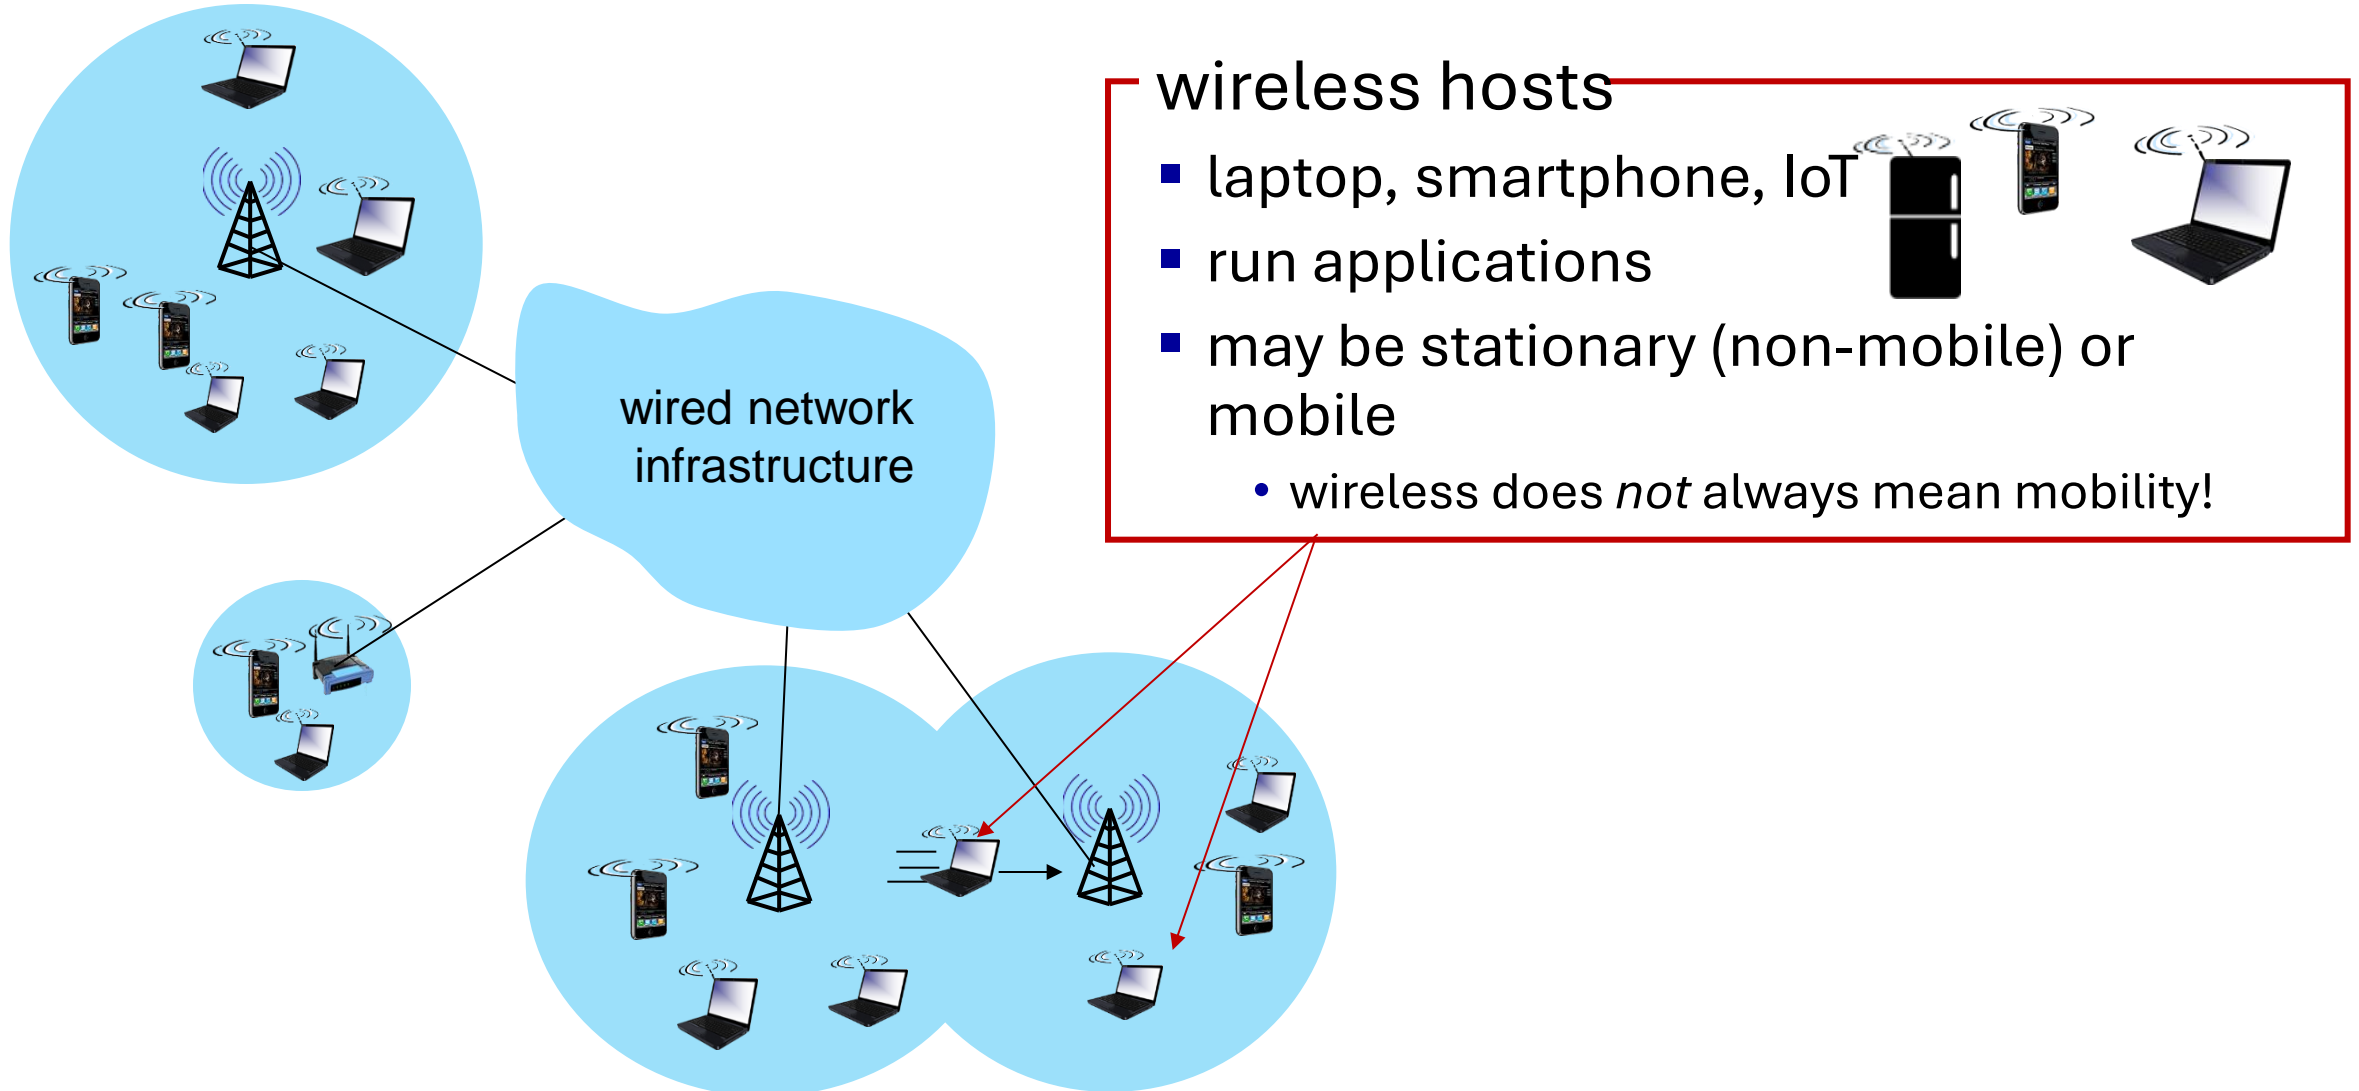 wireless hosts
▪ laptop, smartphone, IoT
▪ run applications
▪ may be stationary (non-mobile) or
mobile
• wireless does not always mean mobility!
wired network
infrastructure